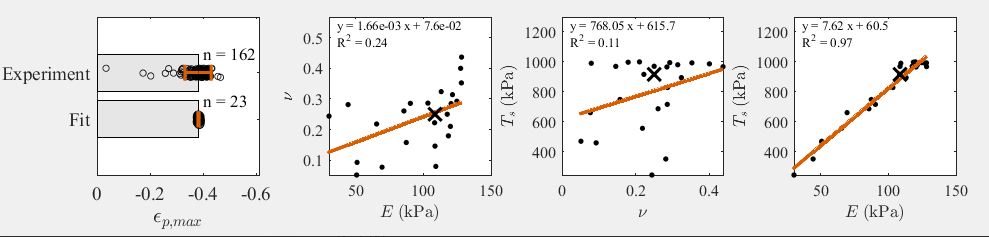 Experiment
Fit
n = 162
n = 23
0 -0.2 -0.4 -0.6
ϵp,max
y = 1.66e-03 x + 7.6e-02
R² = 0.24
0.5
0.4
0.3
0.2
0.1
ν
50 100 150
E (kPa)
y = 768.05 x + 615.7
R² = 0.11
1200
1000
800
600
400
Ts (kPa)
0 0.2 0.4
ν
y = 7.62 x + 60.5
R² = 0.97
1200
1000
800
600
400
Ts (kPa)
50 100 150
E (kPa)